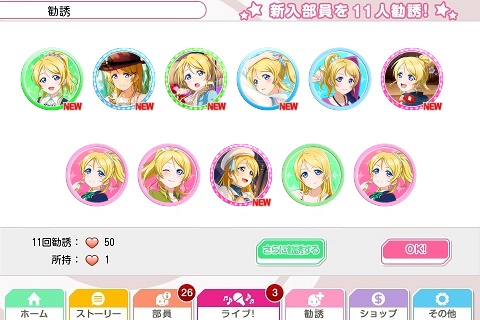 勧誘
新入部員を11人勧誘!
NEW
NEW
NEW
NEW
NEW
NEW
11回勧誘: 50
所持: 1
さらに勧誘する
OK!
26
3
ホーム
ストーリー
部員
ライブ!
勧誘
ショップ
その他